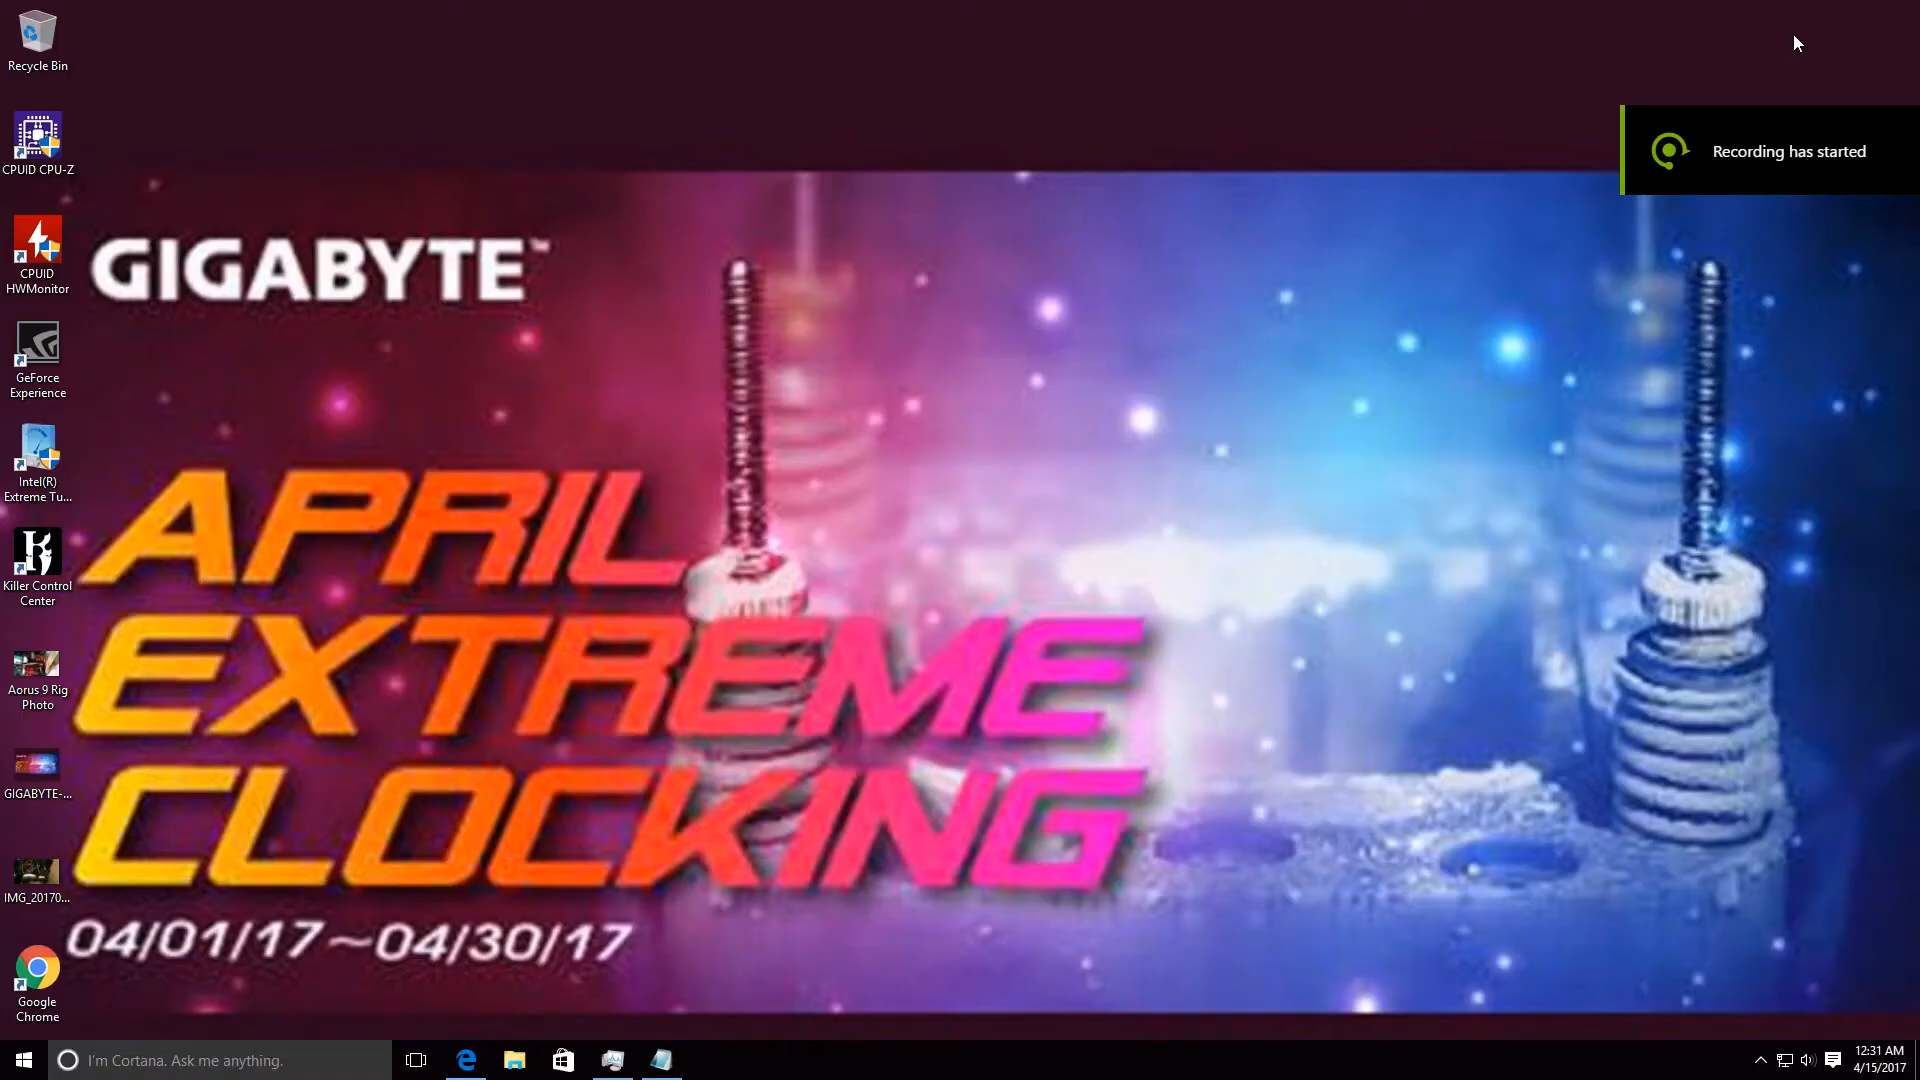 Recycle Bin
CPUID CPU-Z
CPUID
HWMonitor
GeForce
Experience
Intel(R)
Extreme Tu...
Killer Control
Center
Aorus 9 Rig
Photo
GIGABYTE-...
IMG_20170...
Google
Chrome
Recording has started
GIGABYTE™
APRIL
EXTREME
CLOCKING
04/01/17~04/30/17
I'm Cortana. Ask me anything.
12:31 AM
4/15/2017